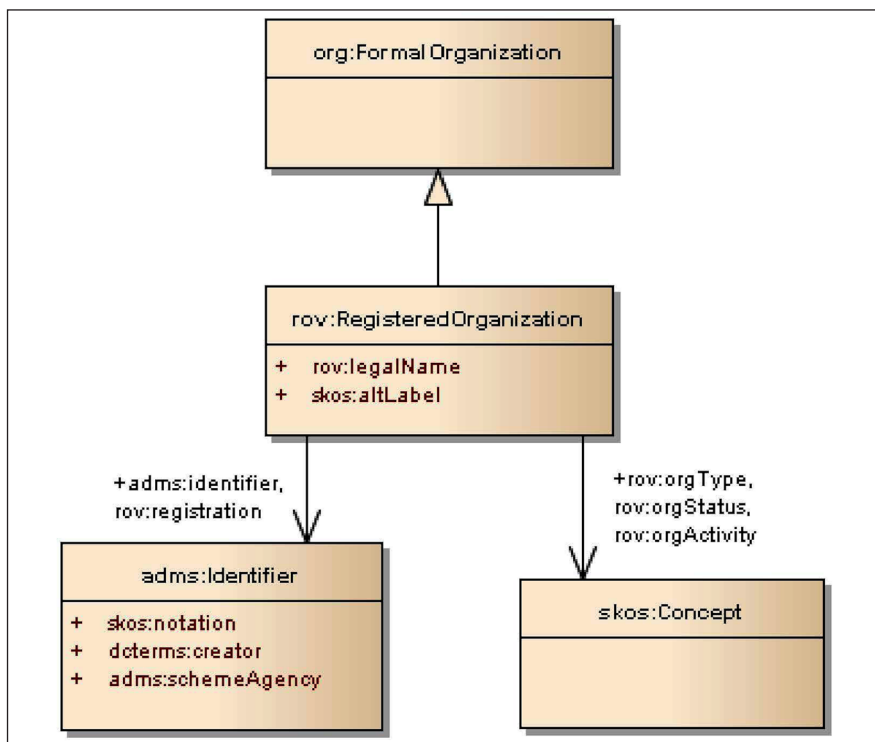 org:FormalOrganization
rov:RegisteredOrganization
+ rov:legalName
+ skos:altLabel
+adms:identifier,
rov:registration
+rov:orgType,
rov:orgStatus,
rov:orgActivity
adms:Identifier
+ skos:notation
+ dcterms:creator
+ adms:schemeAgency
skos:Concept